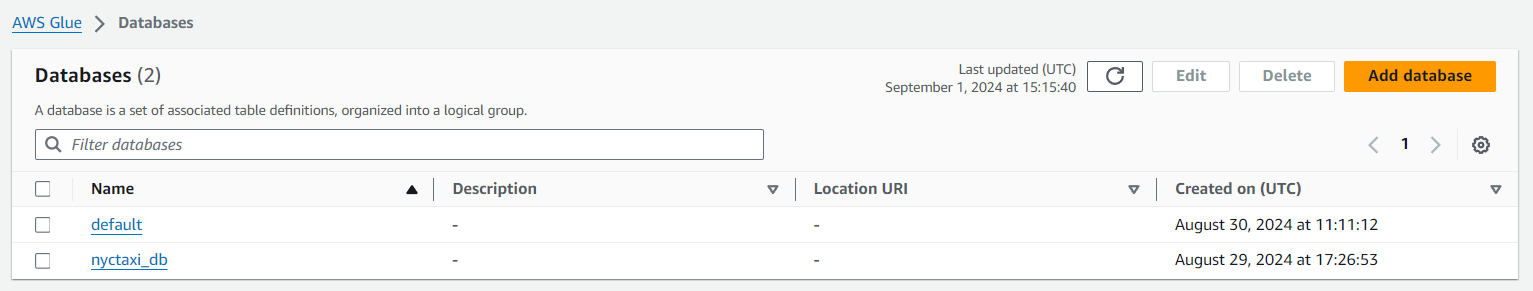 AWS Glue > Databases
Databases (2)
Last updated (UTC)
September 1, 2024 at 15:15:40
Edit
Delete
Add database
A database is a set of associated table definitions, organized into a logical group.
Filter databases
1
Name Description Location URI Created on (UTC)
default - - August 30, 2024 at 11:11:12
nyctaxi_db - - August 29, 2024 at 17:26:53